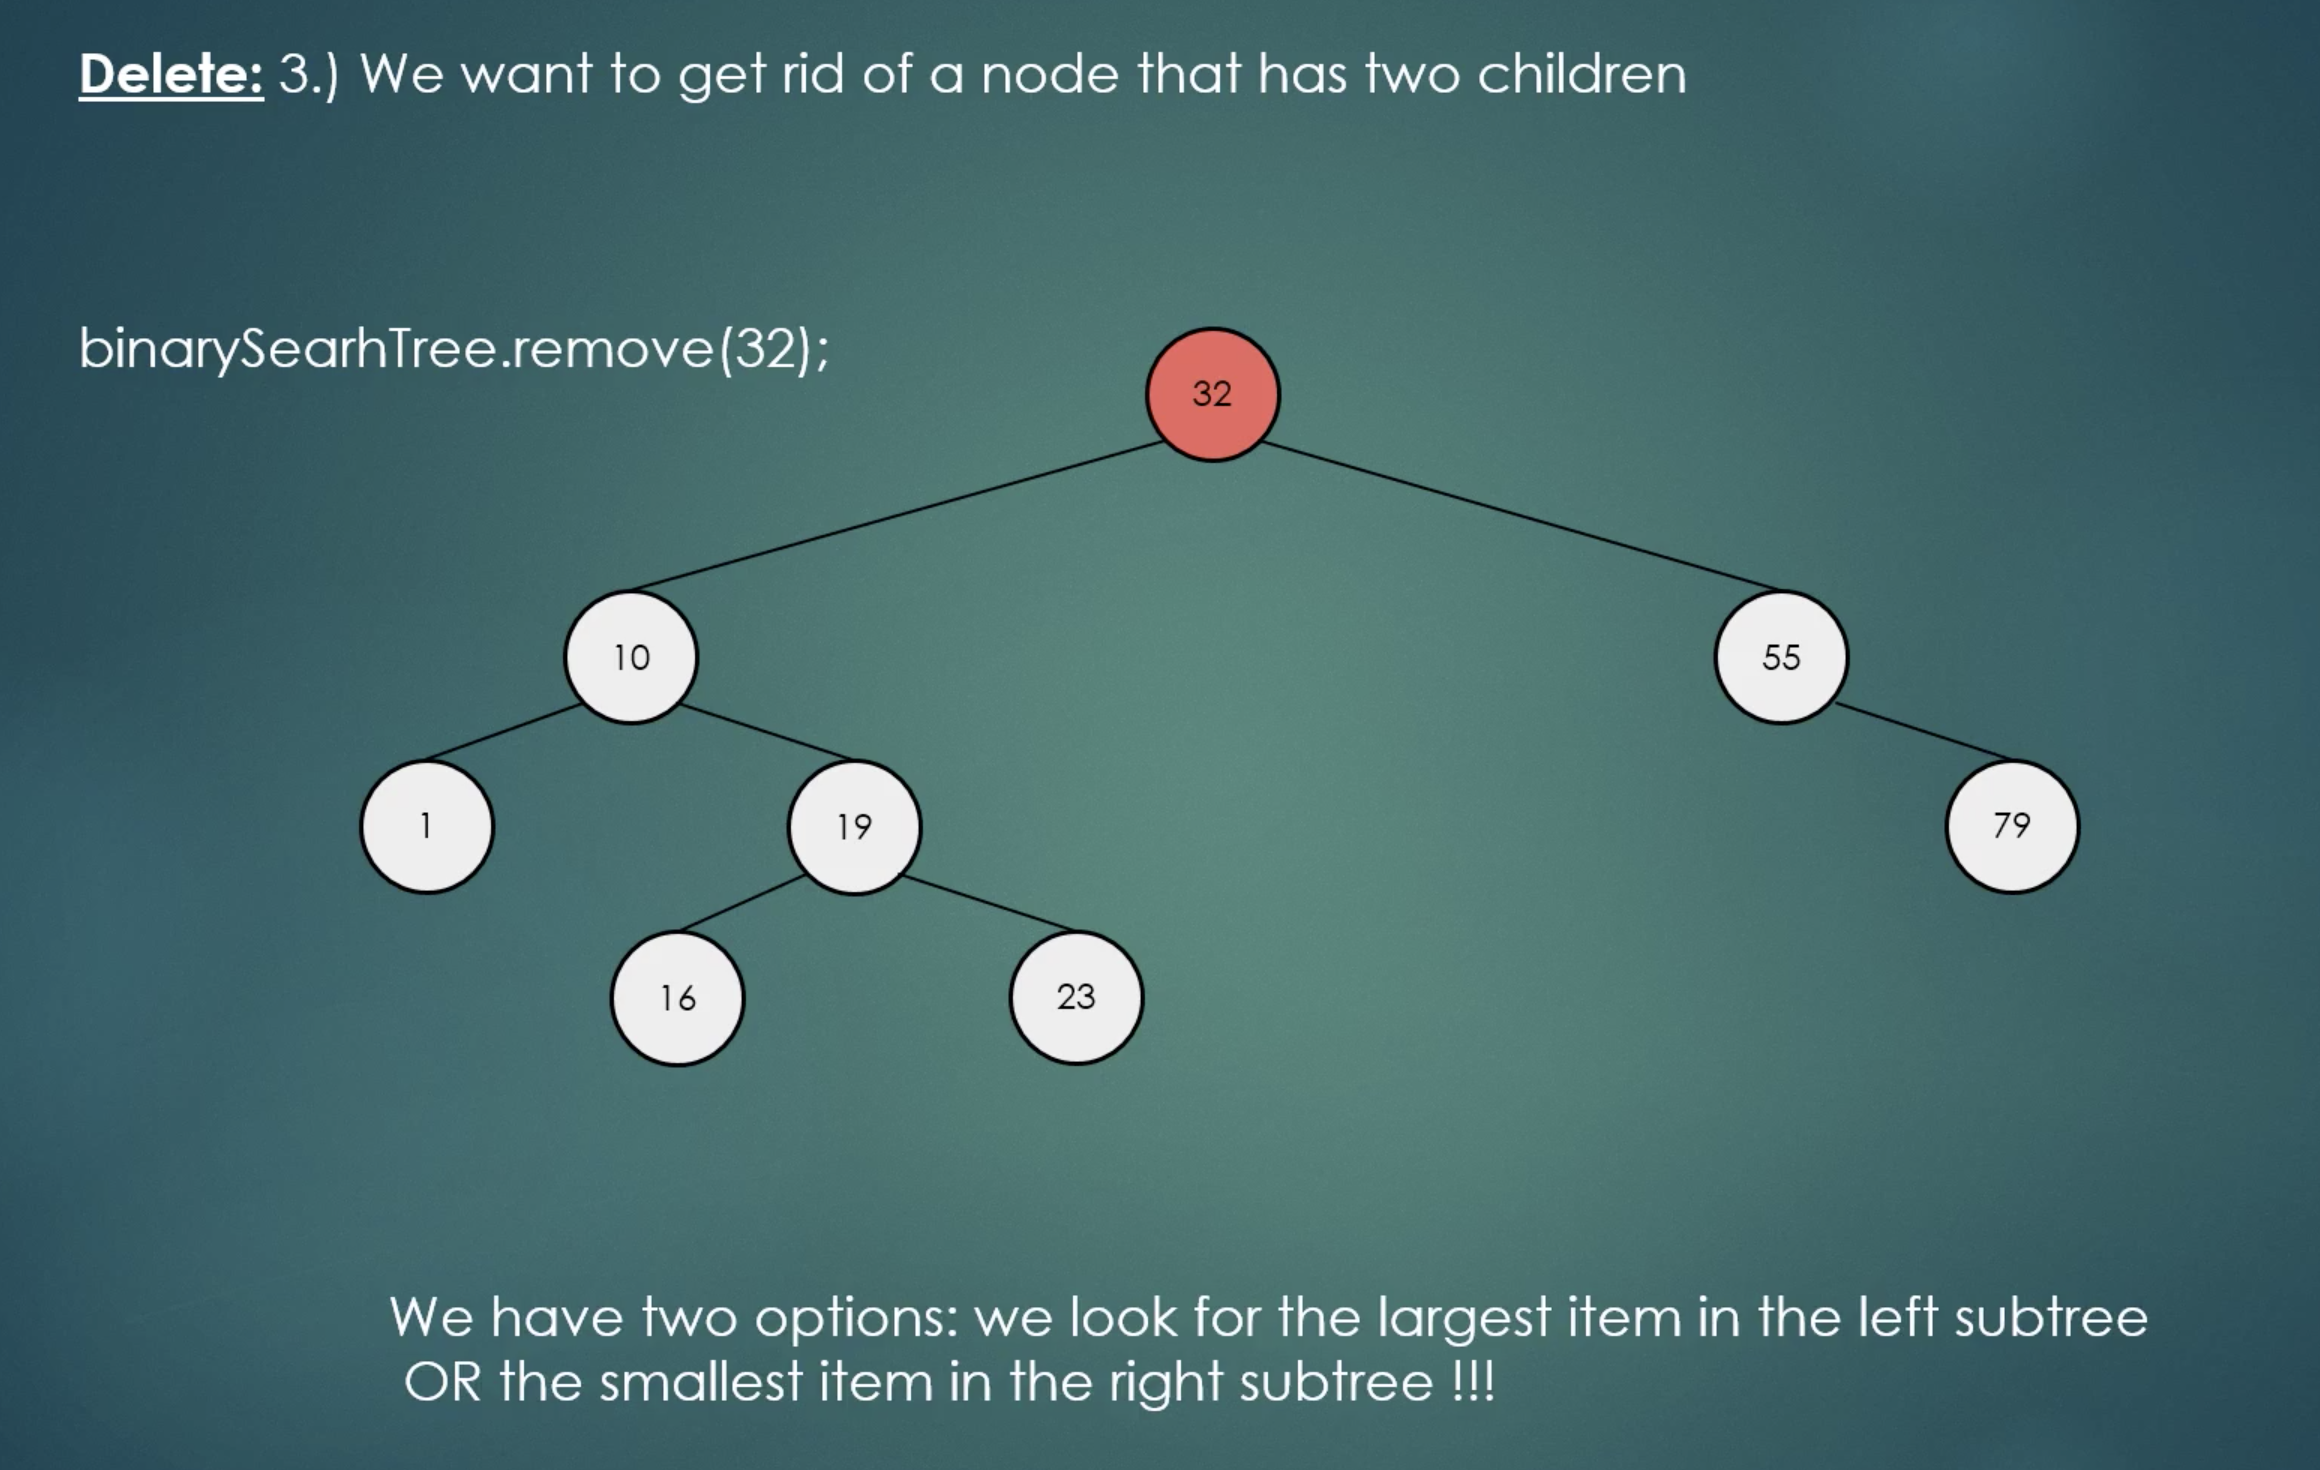 Delete: 3.) We want to get rid of a node that has two children
binarySearhTree.remove(32);
32
10
55
1
19
79
16
23
We have two options: we look for the largest item in the left subtree
OR the smallest item in the right subtree !!!